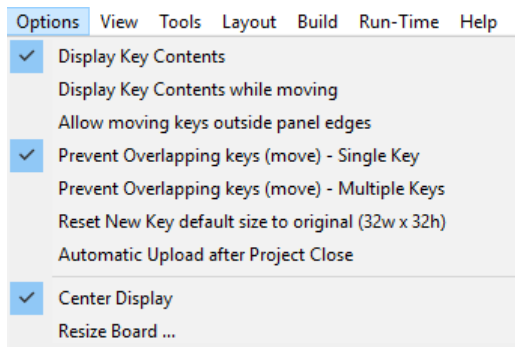 Options View Tools Layout Build Run-Time Help
Display Key Contents
Display Key Contents while moving
Allow moving keys outside panel edges
Prevent Overlapping keys (move) - Single Key
Prevent Overlapping keys (move) - Multiple Keys
Reset New Key default size to original (32w x 32h)
Automatic Upload after Project Close
Center Display
Resize Board ...